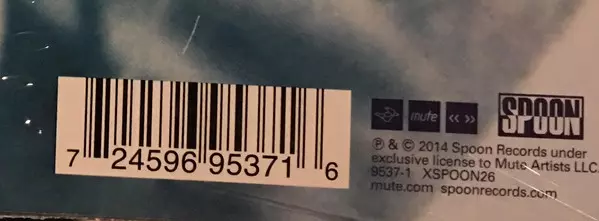 7 24596 95371 6
mute
<< >>
SPOON
℗ & © 2014 Spoon Records under
exclusive license to Mute Artists LLC.
9537-1 XSPOON26
mute.com spoonrecords.com